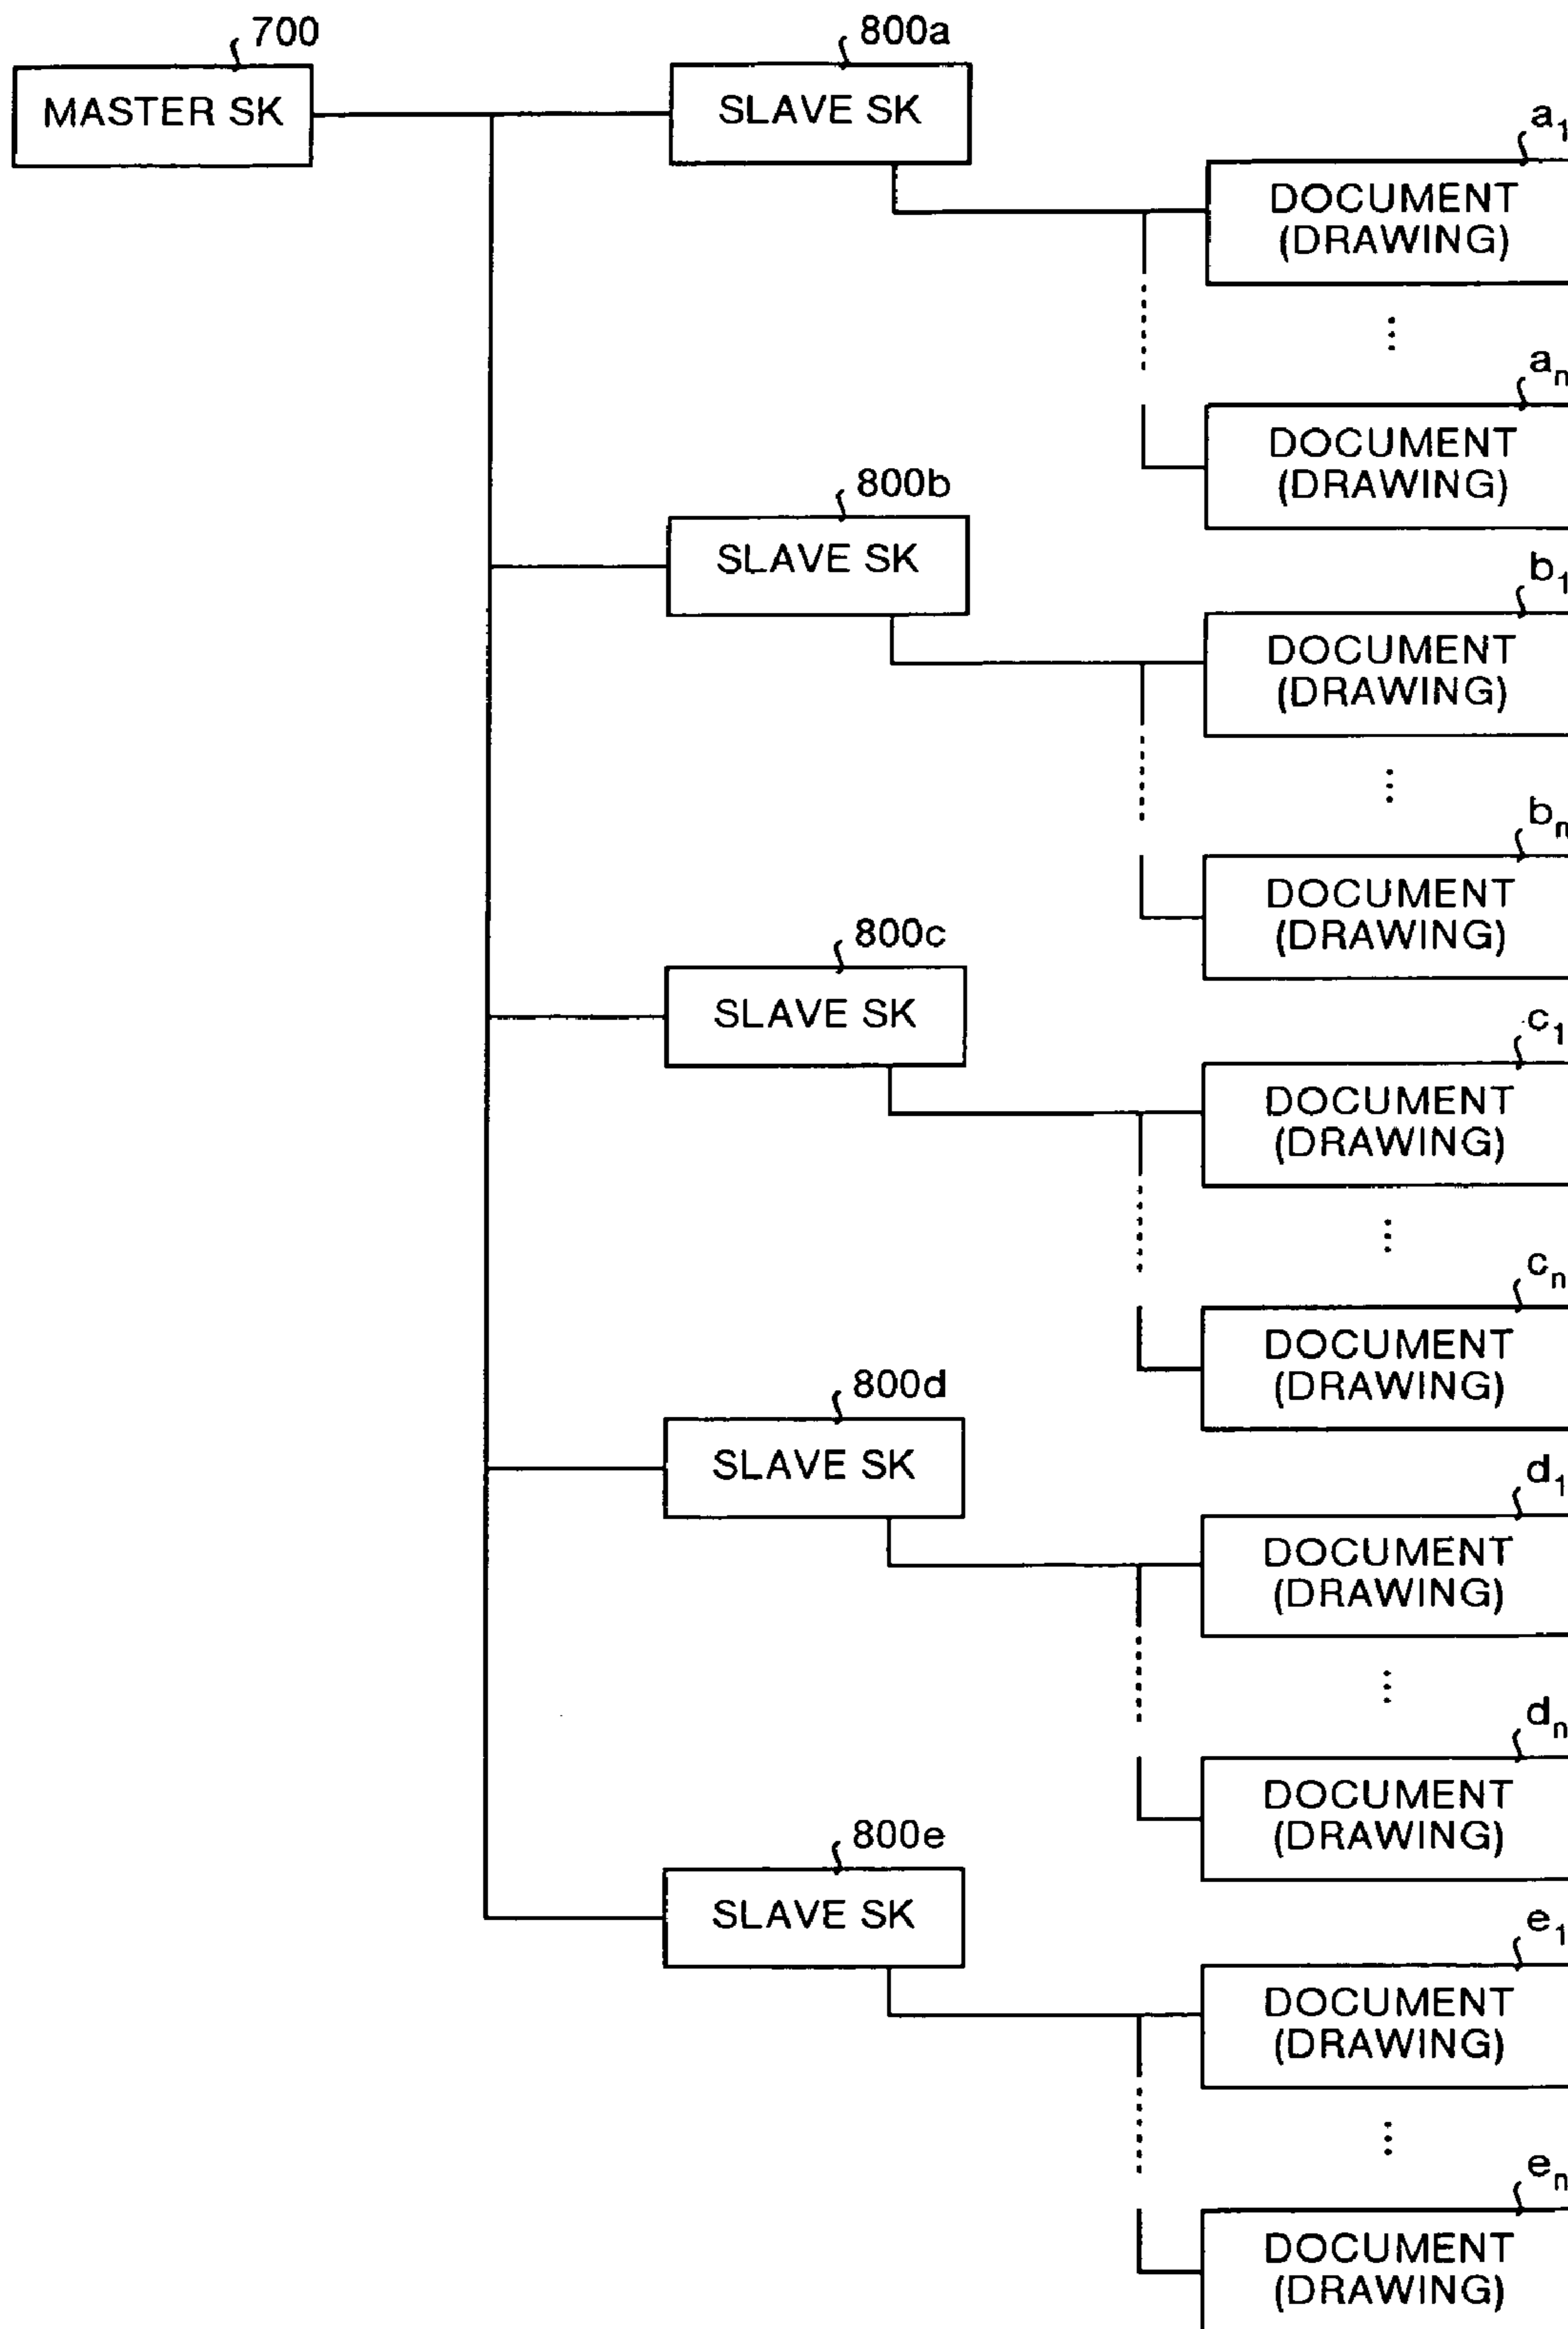 700
MASTER SK
800a
SLAVE SK
a1
DOCUMENT
(DRAWING)
an
DOCUMENT
(DRAWING)
800b
SLAVE SK
b1
DOCUMENT
(DRAWING)
bn
DOCUMENT
(DRAWING)
800c
SLAVE SK
c1
DOCUMENT
(DRAWING)
cn
DOCUMENT
(DRAWING)
800d
SLAVE SK
d1
DOCUMENT
(DRAWING)
dn
DOCUMENT
(DRAWING)
800e
SLAVE SK
e1
DOCUMENT
(DRAWING)
en
DOCUMENT
(DRAWING)